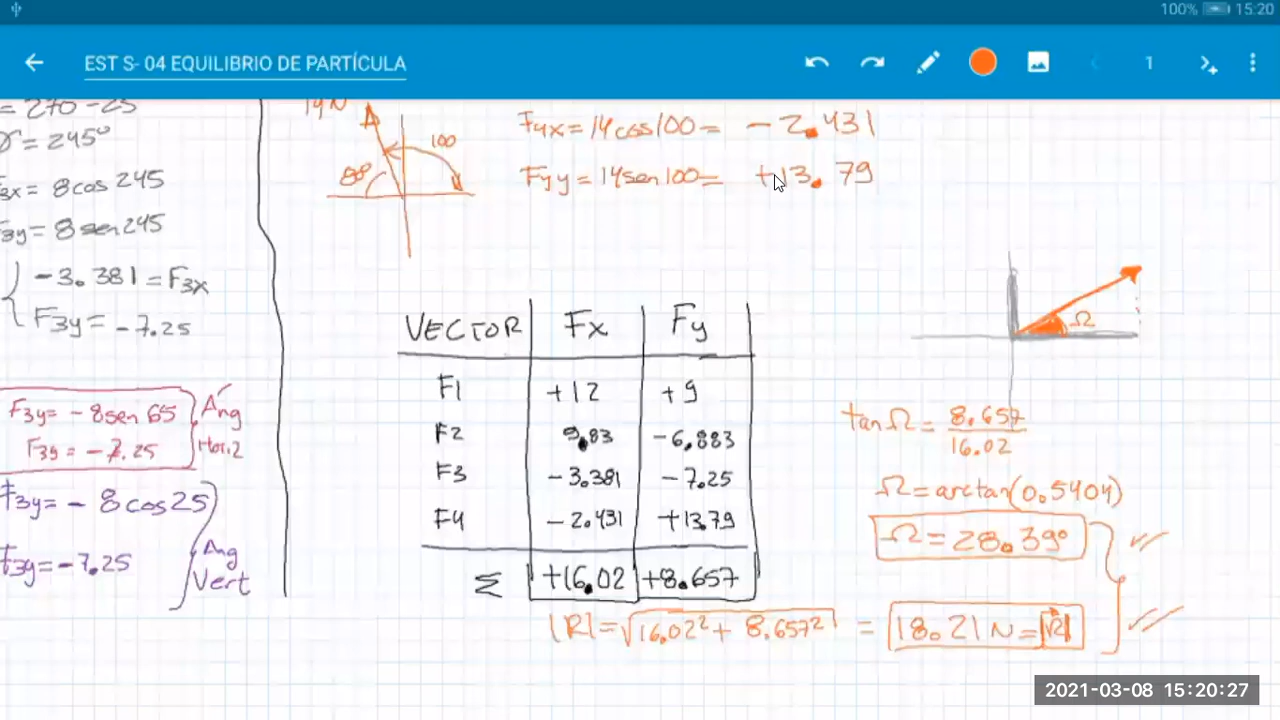 100% 15:20
EST S- 04 EQUILIBRIO DE PARTÍCULA
1
= 270 - 25
= 245°
F3x = 8 cos 245
F3y = 8 sen 245
-3.381 = F3x
F3y = -7.25
F3y = - 8 sen 65
F3y = -7.25
Áng
Hor.z
F3y = - 8 cos 25
F3y = -7.25
Áng
Vert
14 N
100
80°
F4x = 14 cos 100 = -2.431
F4y = 14 sen 100 = +13.79
VECTOR Fx Fy
F1 +12 +9
F2 9.83 -6.883
F3 -3.381 -7.25
F4 -2.431 +13.79
Σ +16.02 +8.657
|R| = √16.02² + 8.657² = 18.21 N = |R|
Ω
tan Ω = 8.657
16.02
Ω = arctan(0.5404)
Ω = 28.39°
2021-03-08 15:20:27